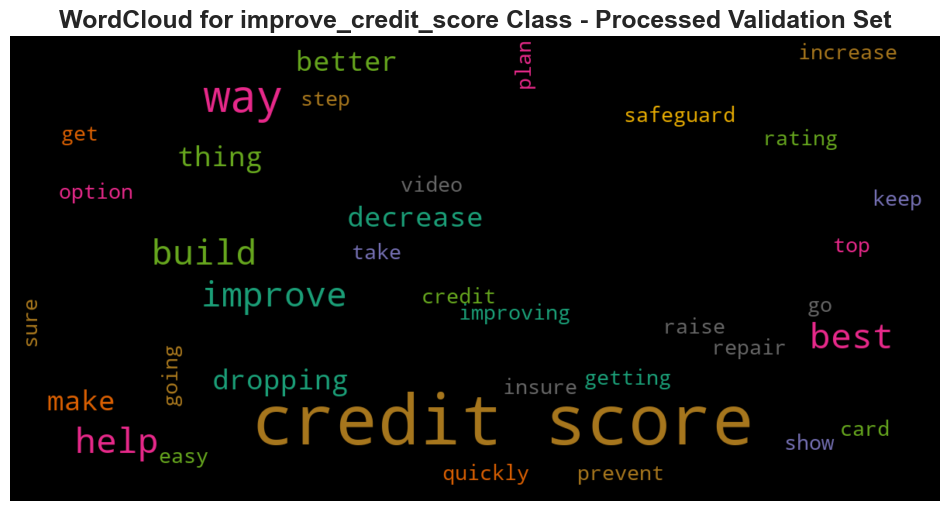 WordCloud for improve_credit_score Class - Processed Validation Set
plan
increase
better
way
step
safeguard
get
rating
thing
video
option
keep
decrease
top
build
take
improve
credit
go
improving
sure
raise
best
repair
going
dropping
getting
insure
make
credit score
help
card
show
easy
quickly
prevent